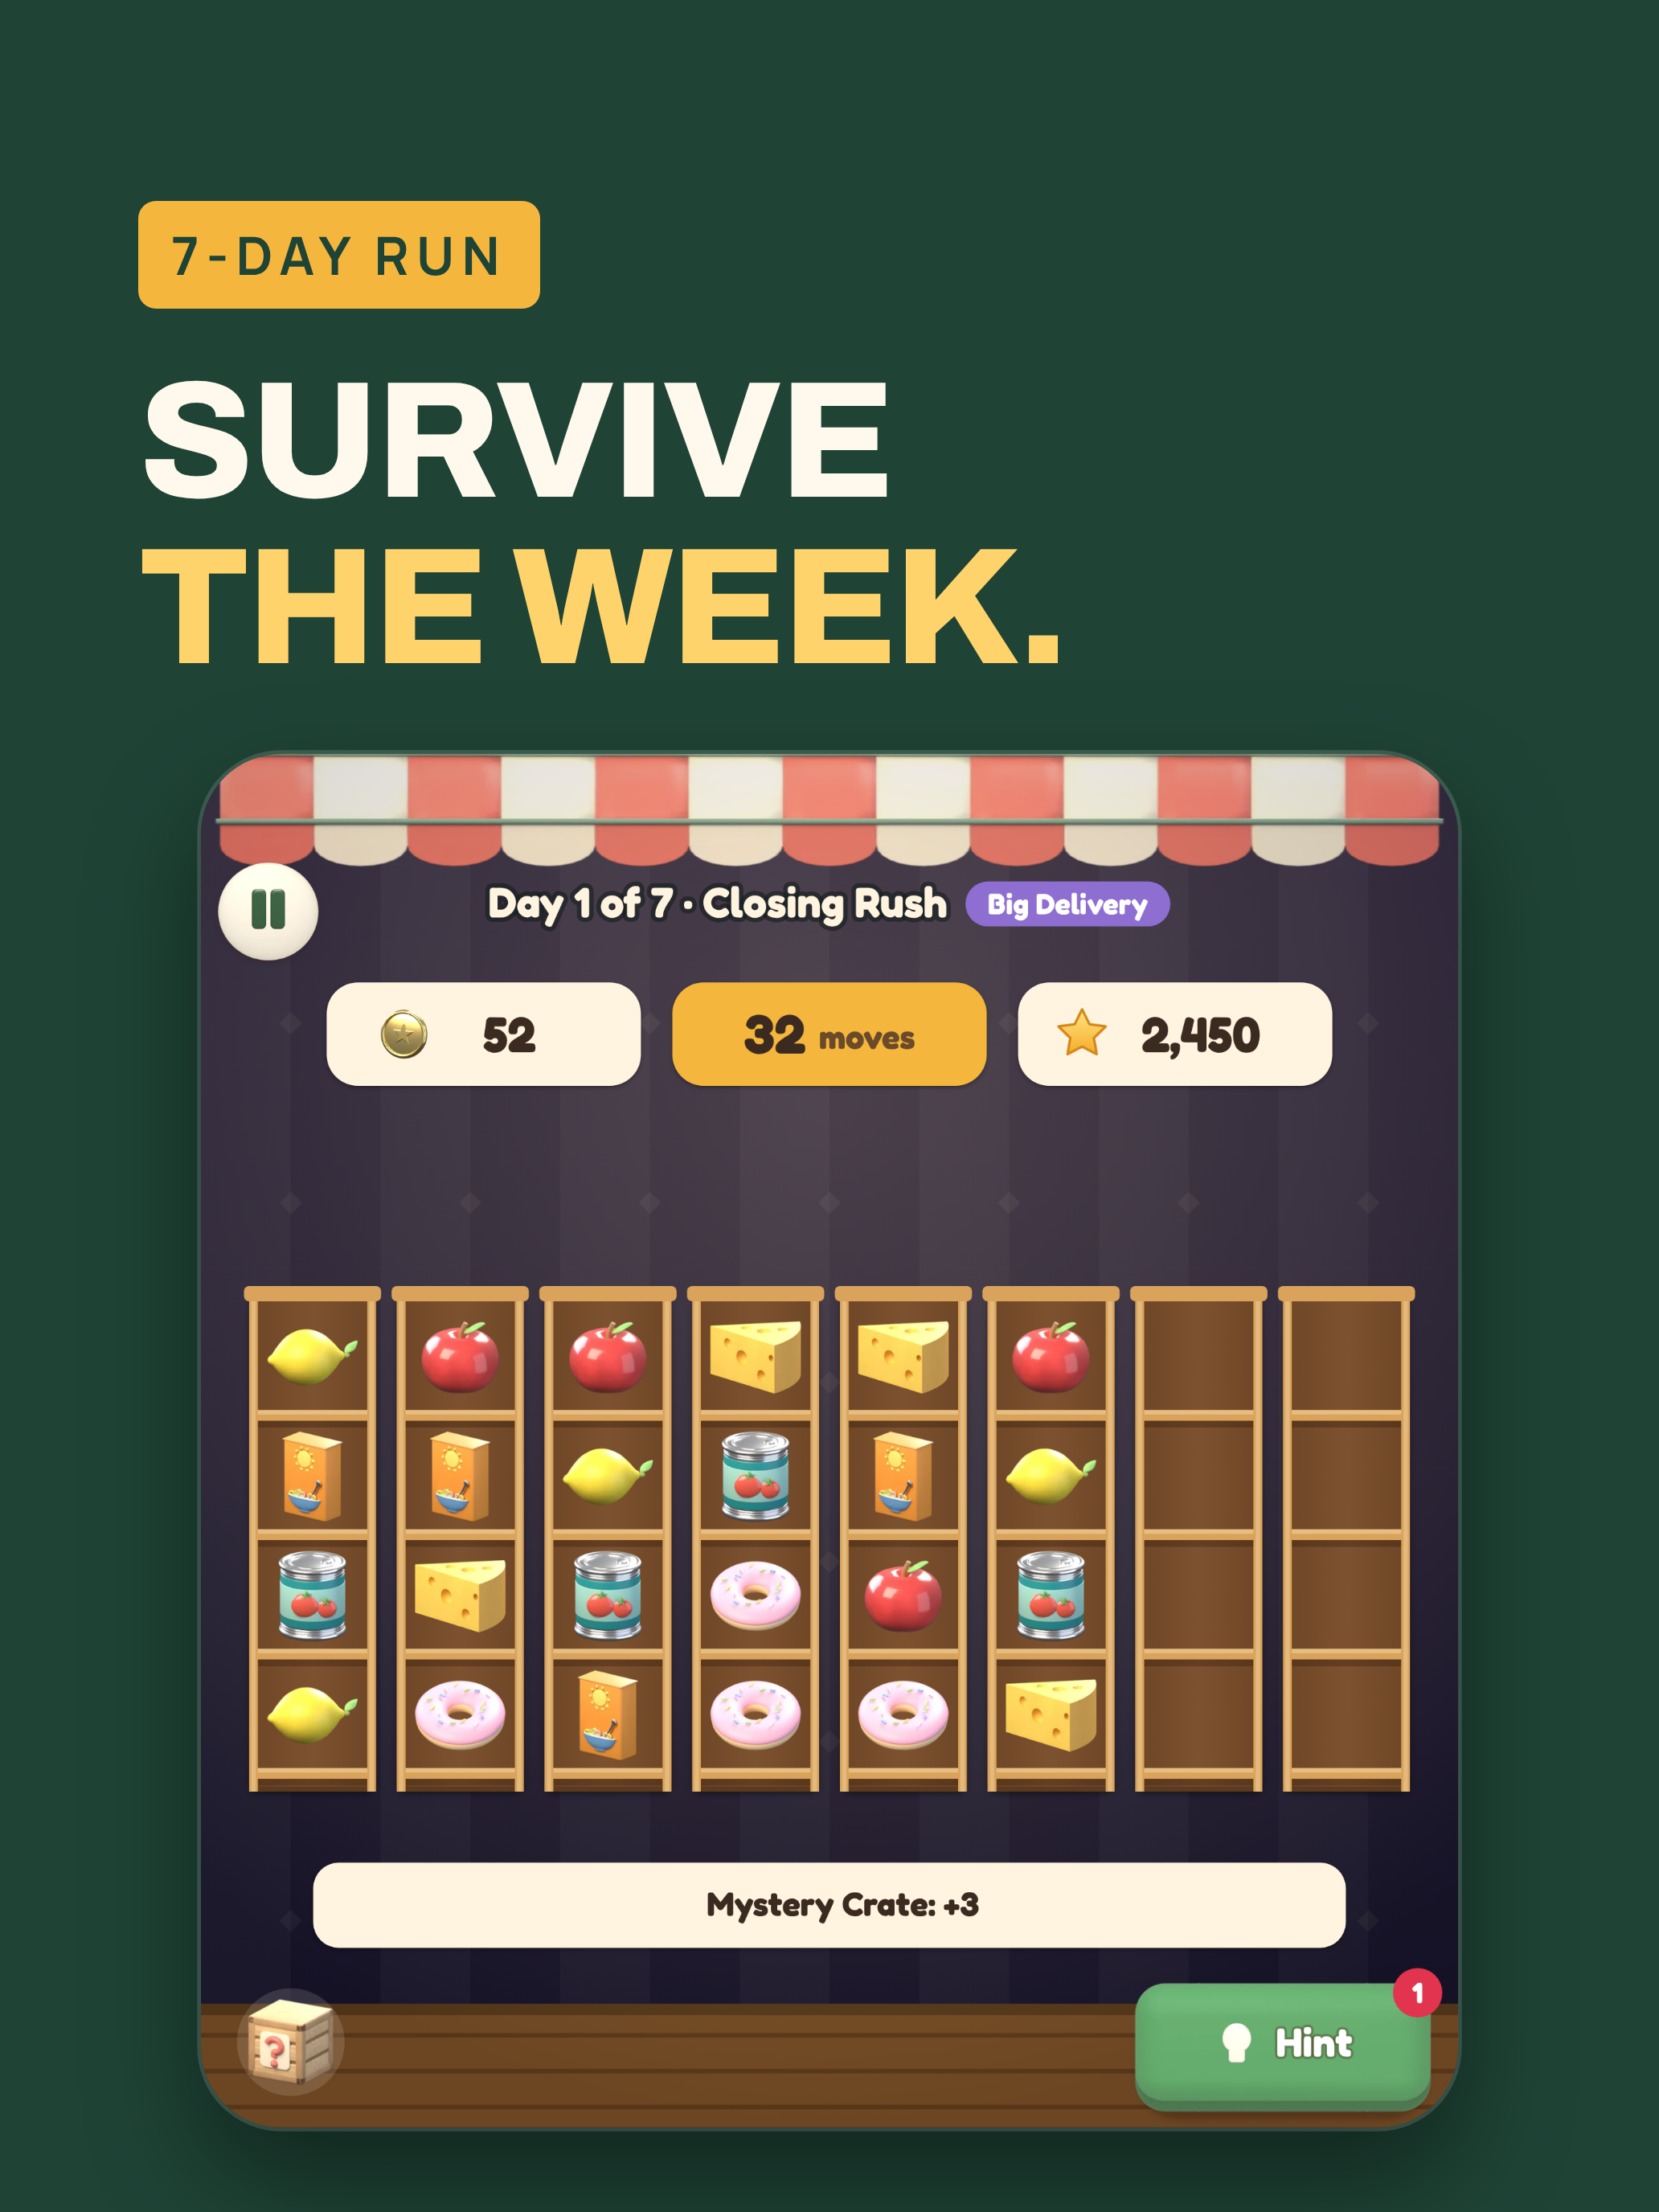 7-DAY RUN
SURVIVE
THE WEEK.
Day 1 of 7 · Closing Rush Big Delivery
52 32 moves 2,450
Mystery Crate: +3
?
1
Hint